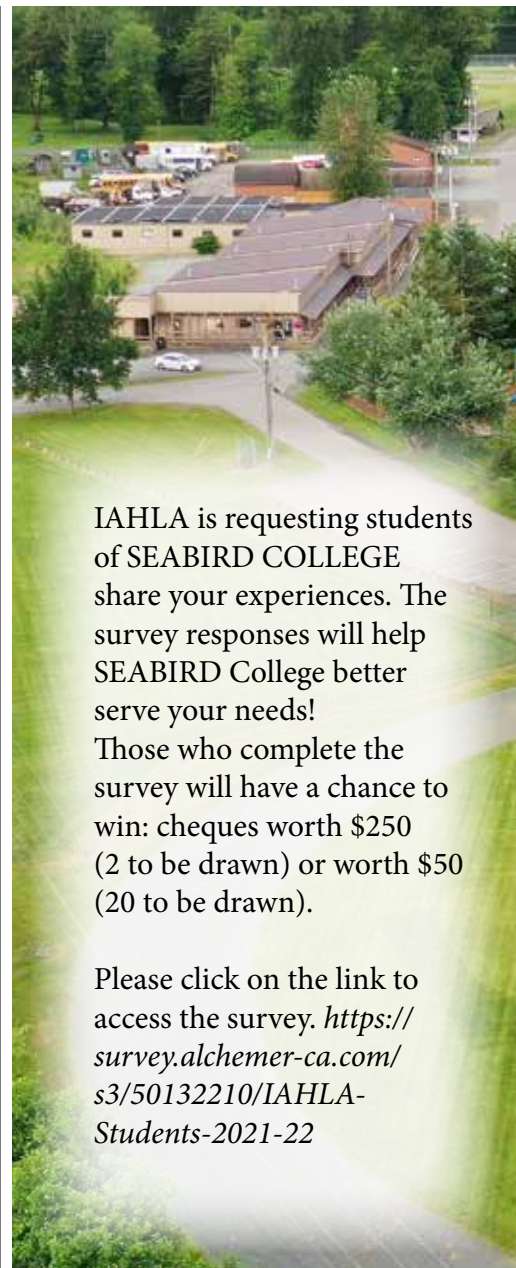 IAHLA is requesting students
of SEABIRD COLLEGE
share your experiences. The
survey responses will help
SEABIRD College better
serve your needs!
Those who complete the
survey will have a chance to
win: cheques worth $250
(2 to be drawn) or worth $50
(20 to be drawn).
Please click on the link to
access the survey. https://
survey.alchemer-ca.com/
s3/50132210/IAHLA-
Students-2021-22